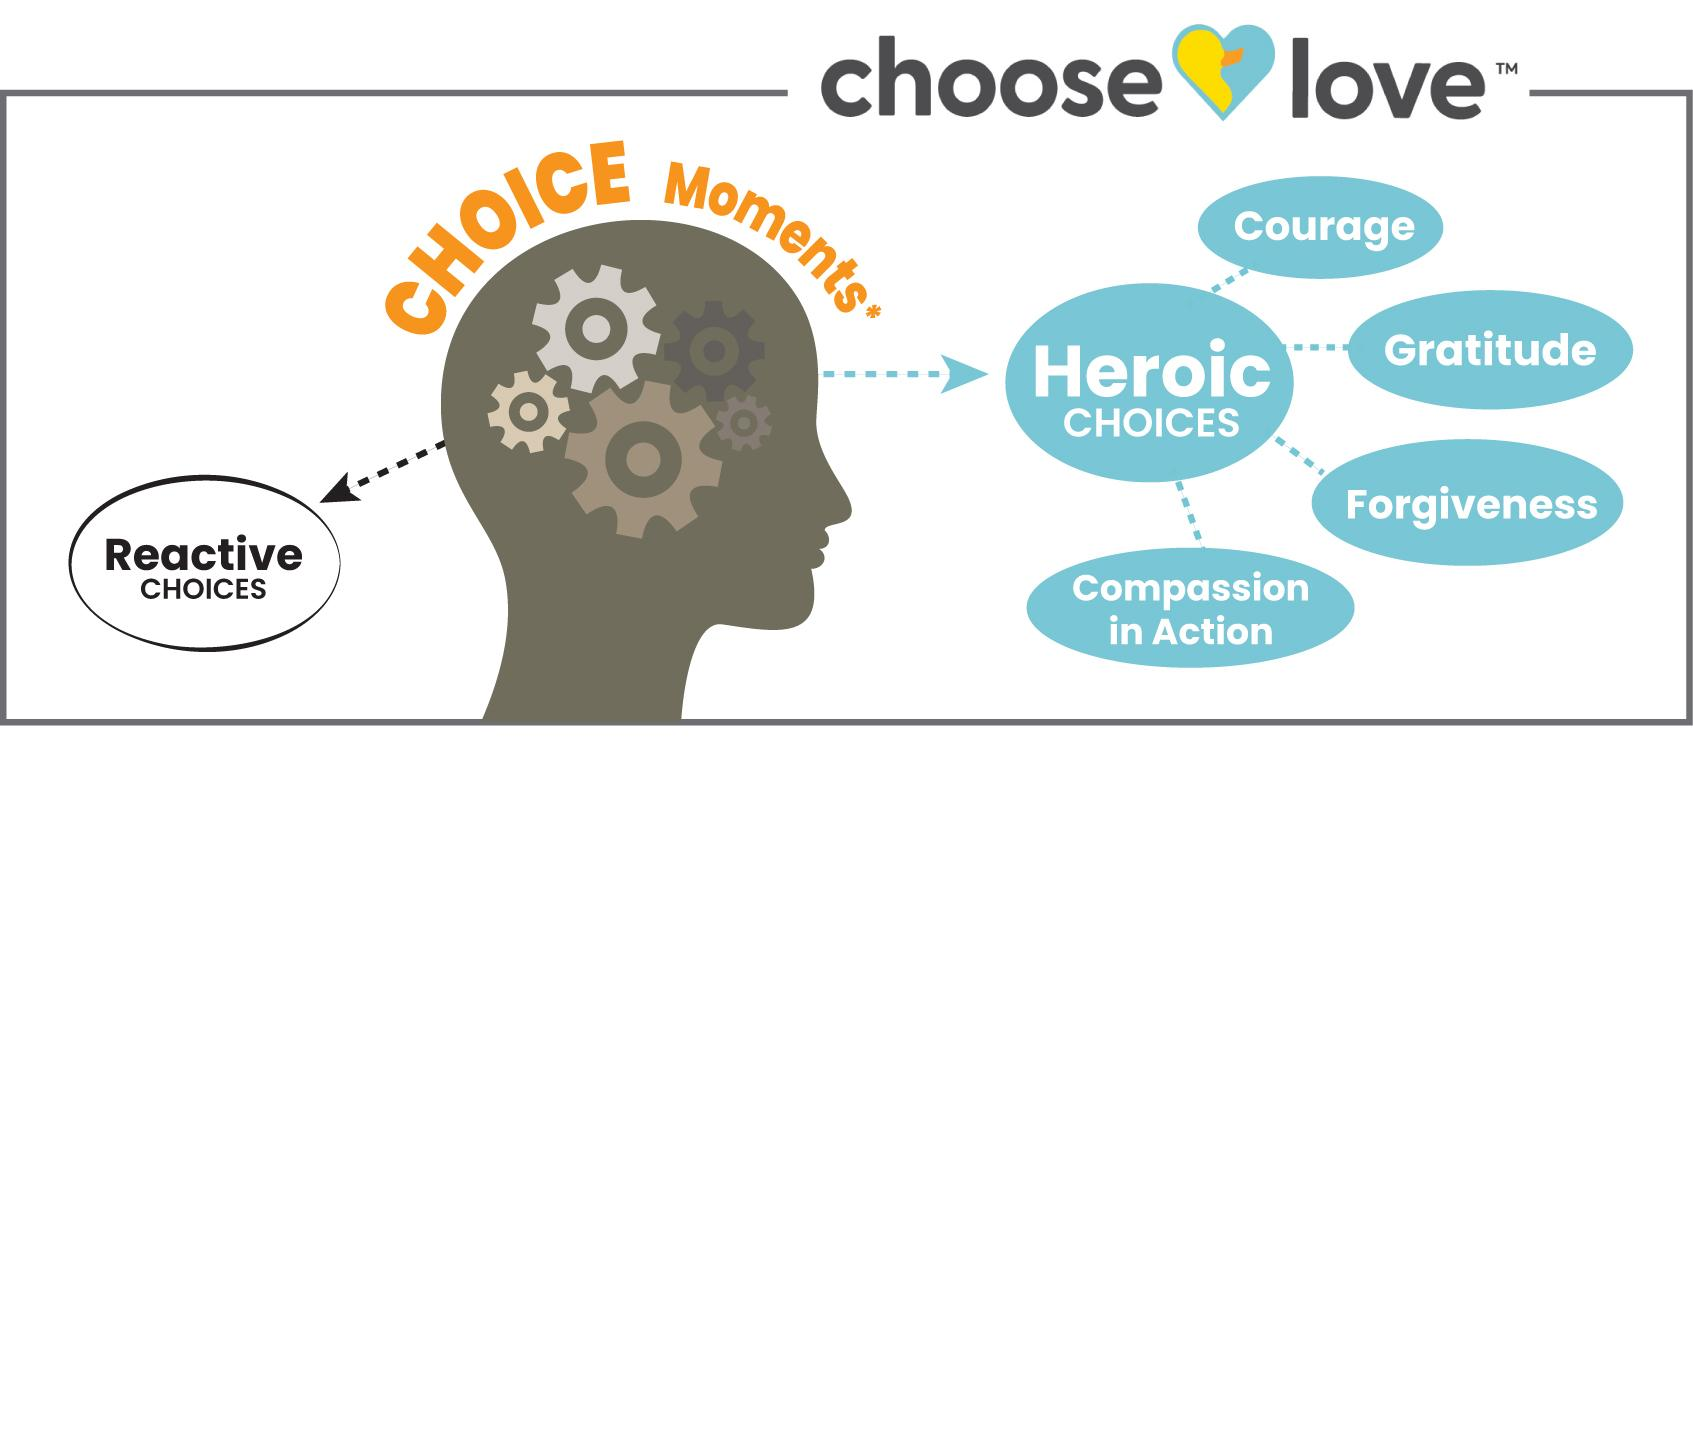 choose love™
CHOICE Moments*
Courage
Gratitude
Heroic
CHOICES
Forgiveness
Reactive
CHOICES
Compassion
in Action